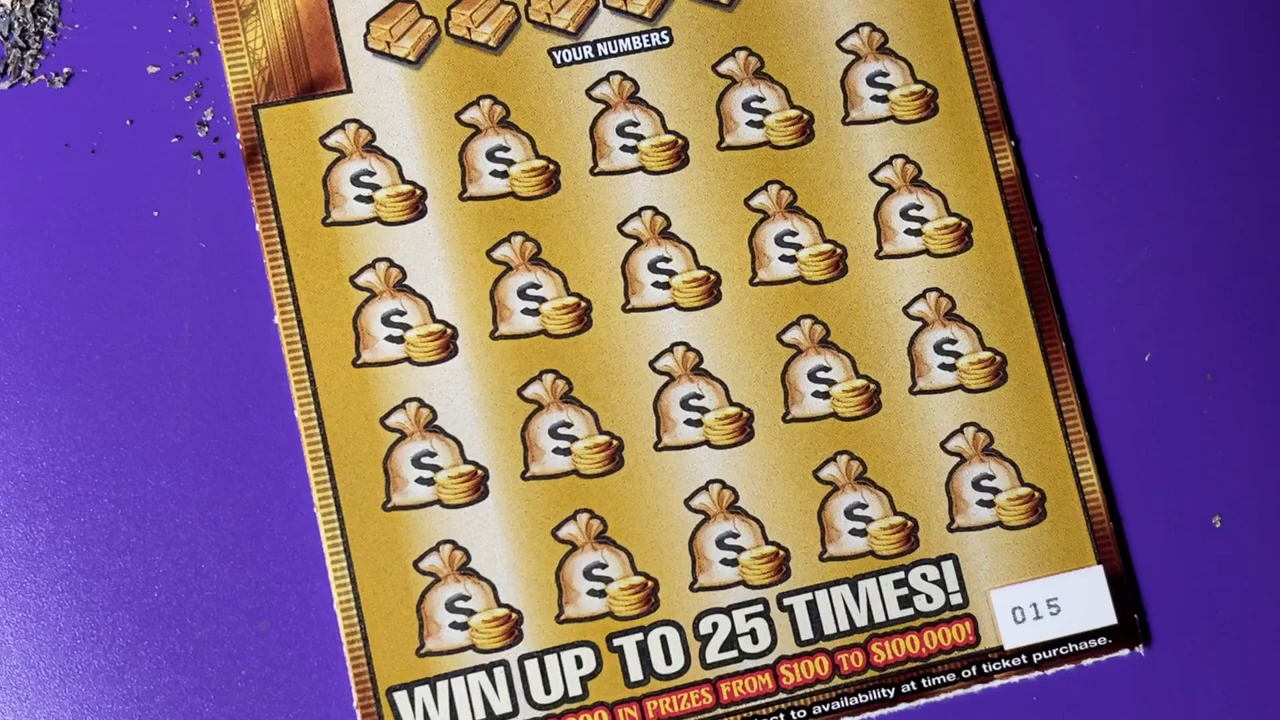 YOUR NUMBERS
$ $ $ $ $
$ $ $ $ $
$ $ $ $ $
$ $ $ $ $
WIN UP TO 25 TIMES!
IN PRIZES FROM $100 TO $100,000!
015
to availability at time of ticket purchase.